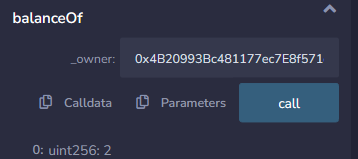 balanceOf
_owner: 0x4B20993Bc481177ec7E8f571
Calldata Parameters call
0: uint256: 2